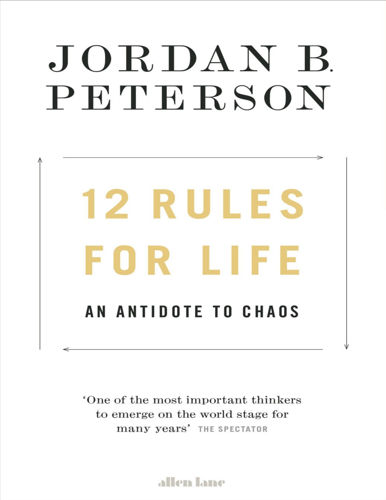 JORDAN B.
PETERSON
12 RULES
FOR LIFE
AN ANTIDOTE TO CHAOS
‘One of the most important thinkers
to emerge on the world stage for
many years’ THE SPECTATOR
allen lane